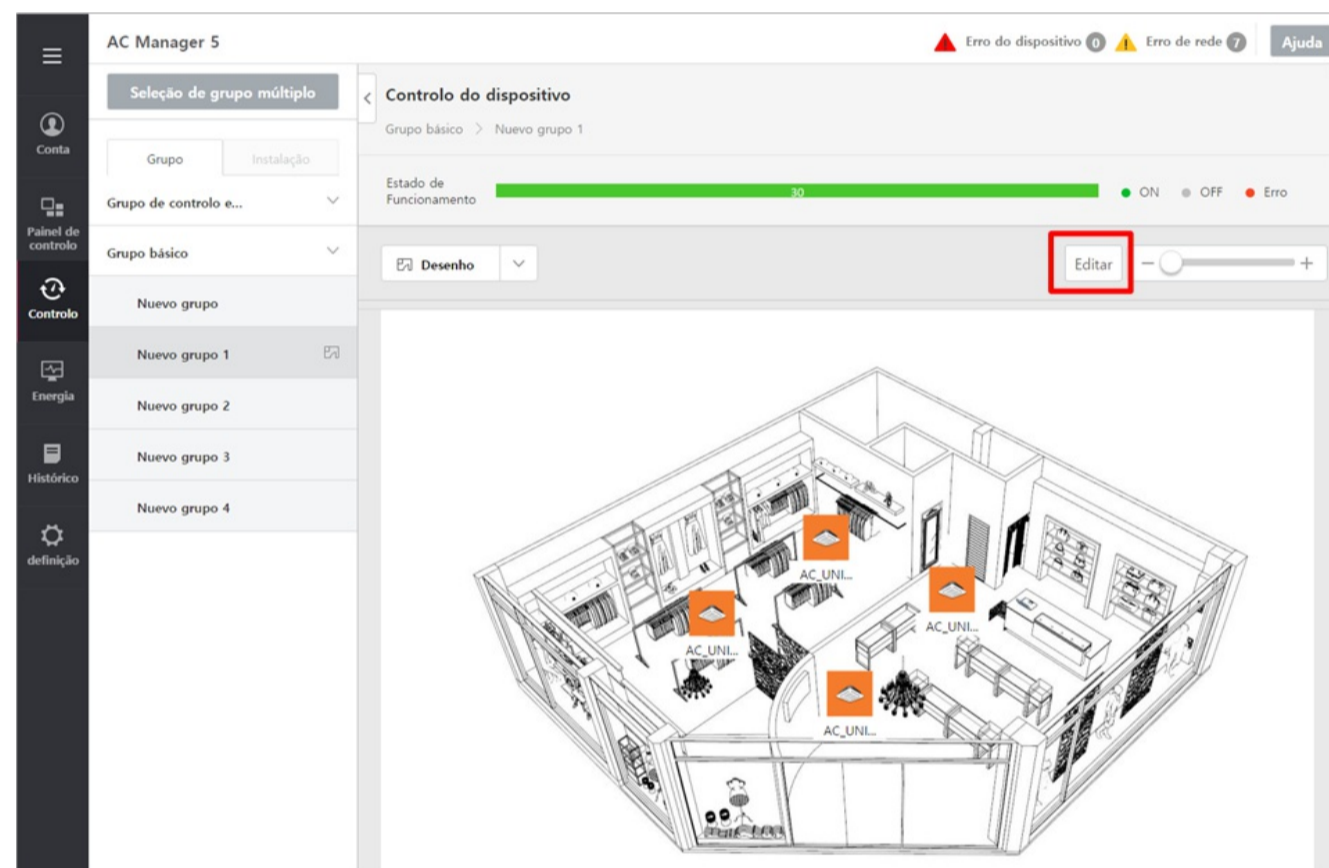 AC Manager 5
Erro do dispositivo 0
Erro de rede 7
Ajuda
Conta
Painel de
controlo
Controlo
Energia
Histórico
definição
Seleção de grupo múltiplo
Grupo
Instalação
Grupo de controlo e...
Grupo básico
Nuevo grupo
Nuevo grupo 1
Nuevo grupo 2
Nuevo grupo 3
Nuevo grupo 4
Controlo do dispositivo
Grupo básico > Nuevo grupo 1
Estado de
Funcionamento
30
ON
OFF
Erro
Desenho
Editar
AC_UNI...
AC_UNI...
AC_UNI...
AC_UNI...